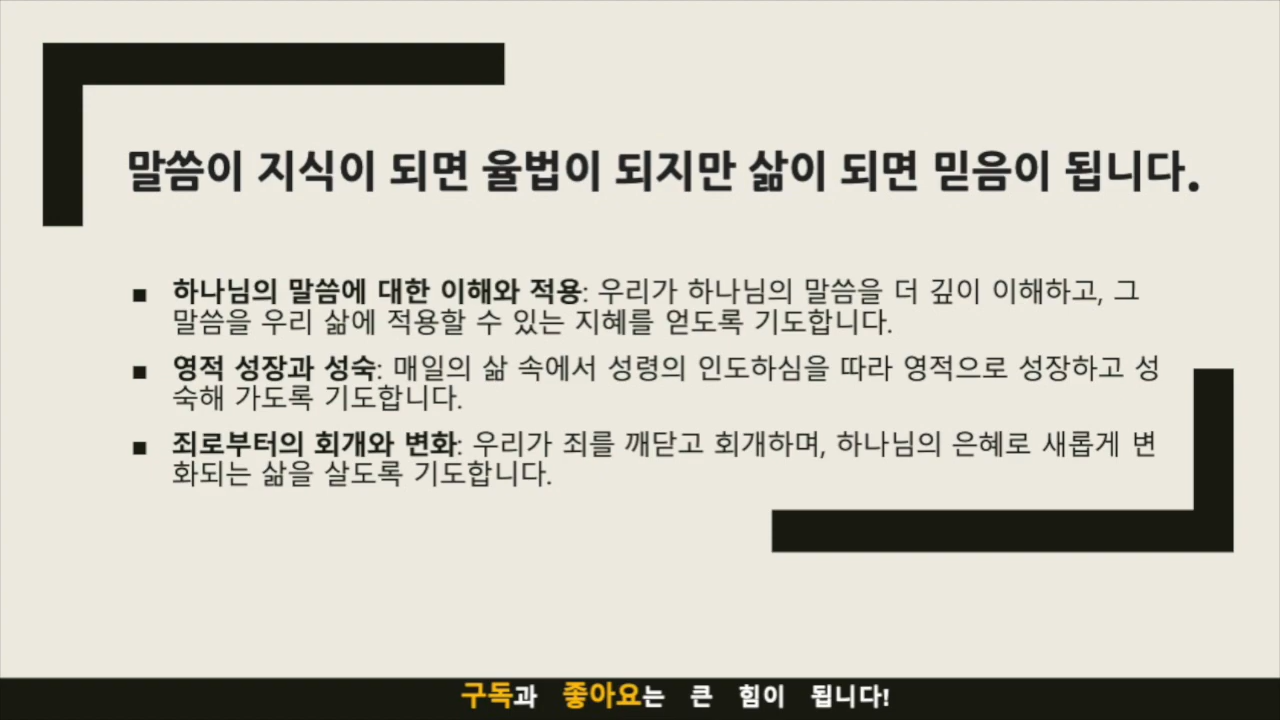 말씀이 지식이 되면 율법이 되지만 삶이 되면 믿음이 됩니다.
■ 하나님의 말씀에 대한 이해와 적용: 우리가 하나님의 말씀을 더 깊이 이해하고, 그
말씀을 우리 삶에 적용할 수 있는 지혜를 얻도록 기도합니다.
■ 영적 성장과 성숙: 매일의 삶 속에서 성령의 인도하심을 따라 영적으로 성장하고 성
숙해 가도록 기도합니다.
■ 죄로부터의 회개와 변화: 우리가 죄를 깨닫고 회개하며, 하나님의 은혜로 새롭게 변
화되는 삶을 살도록 기도합니다.
구독과 좋아요는 큰 힘이 됩니다!